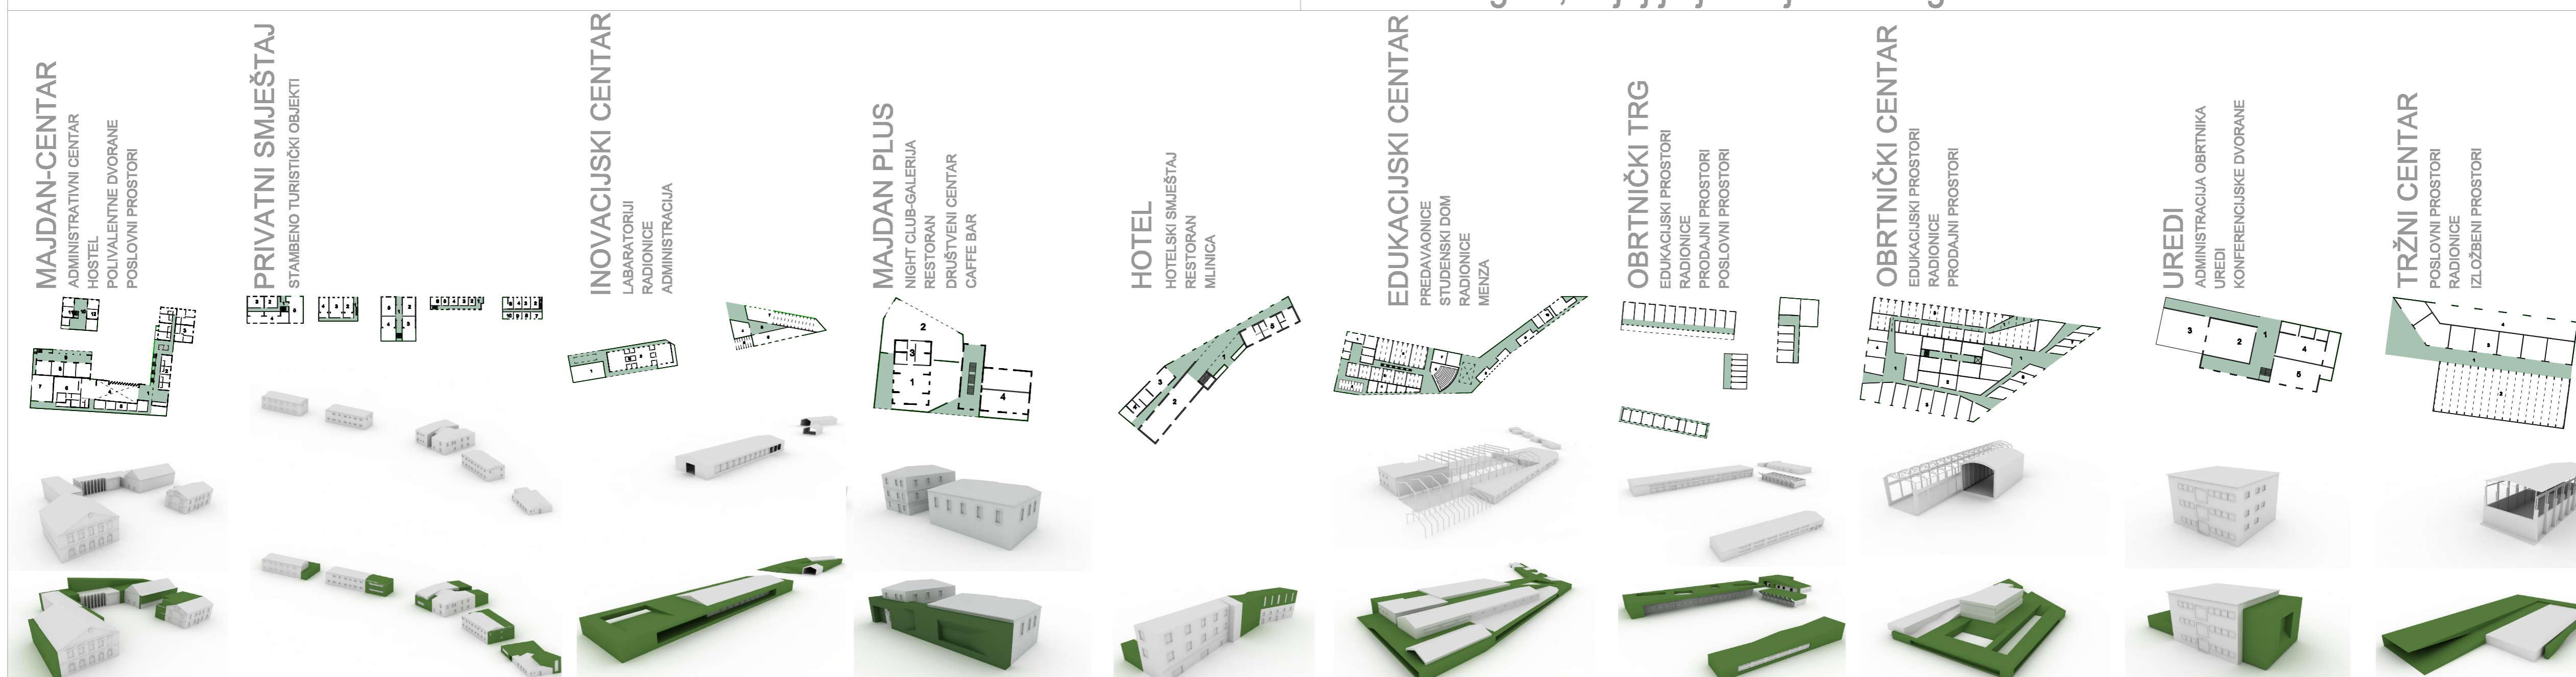 MAJDAN-CENTAR
ADMINISTRATIVNI CENTAR
HOSTEL
POLIVALENTNE DVORANE
POSLOVNI PROSTORI
PRIVATNI SMJEŠTAJ
STAMBENO TURISTIČKI OBJEKTI
INOVACIJSKI CENTAR
LABARATORIJI
RADIONICE
ADMINISTRACIJA
MAJDAN PLUS
NIGHT CLUB-GALERIJA
RESTORAN
DRUŠTVENI CENTAR
CAFFE BAR
HOTEL
HOTELSKI SMJEŠTAJ
RESTORAN
MLINICA
EDUKACIJSKI CENTAR
PREDAVAONICE
STUDENSKI DOM
RADIONICE
MENZA
OBRTNIČKI TRG
EDUKACIJSKI PROSTORI
RADIONICE
PRODAJNI PROSTORI
POSLOVNI PROSTORI
OBRTNIČKI CENTAR
EDUKACIJSKI PROSTORI
RADIONICE
PRODAJNI PROSTORI
UREDI
ADMINISTRACIJA OBRTNIKA
UREDI
KONFERENCIJSKE DVORANE
TRŽNI CENTAR
POSLOVNI PROSTORI
RADIONICE
IZLOŽBENI PROSTORI